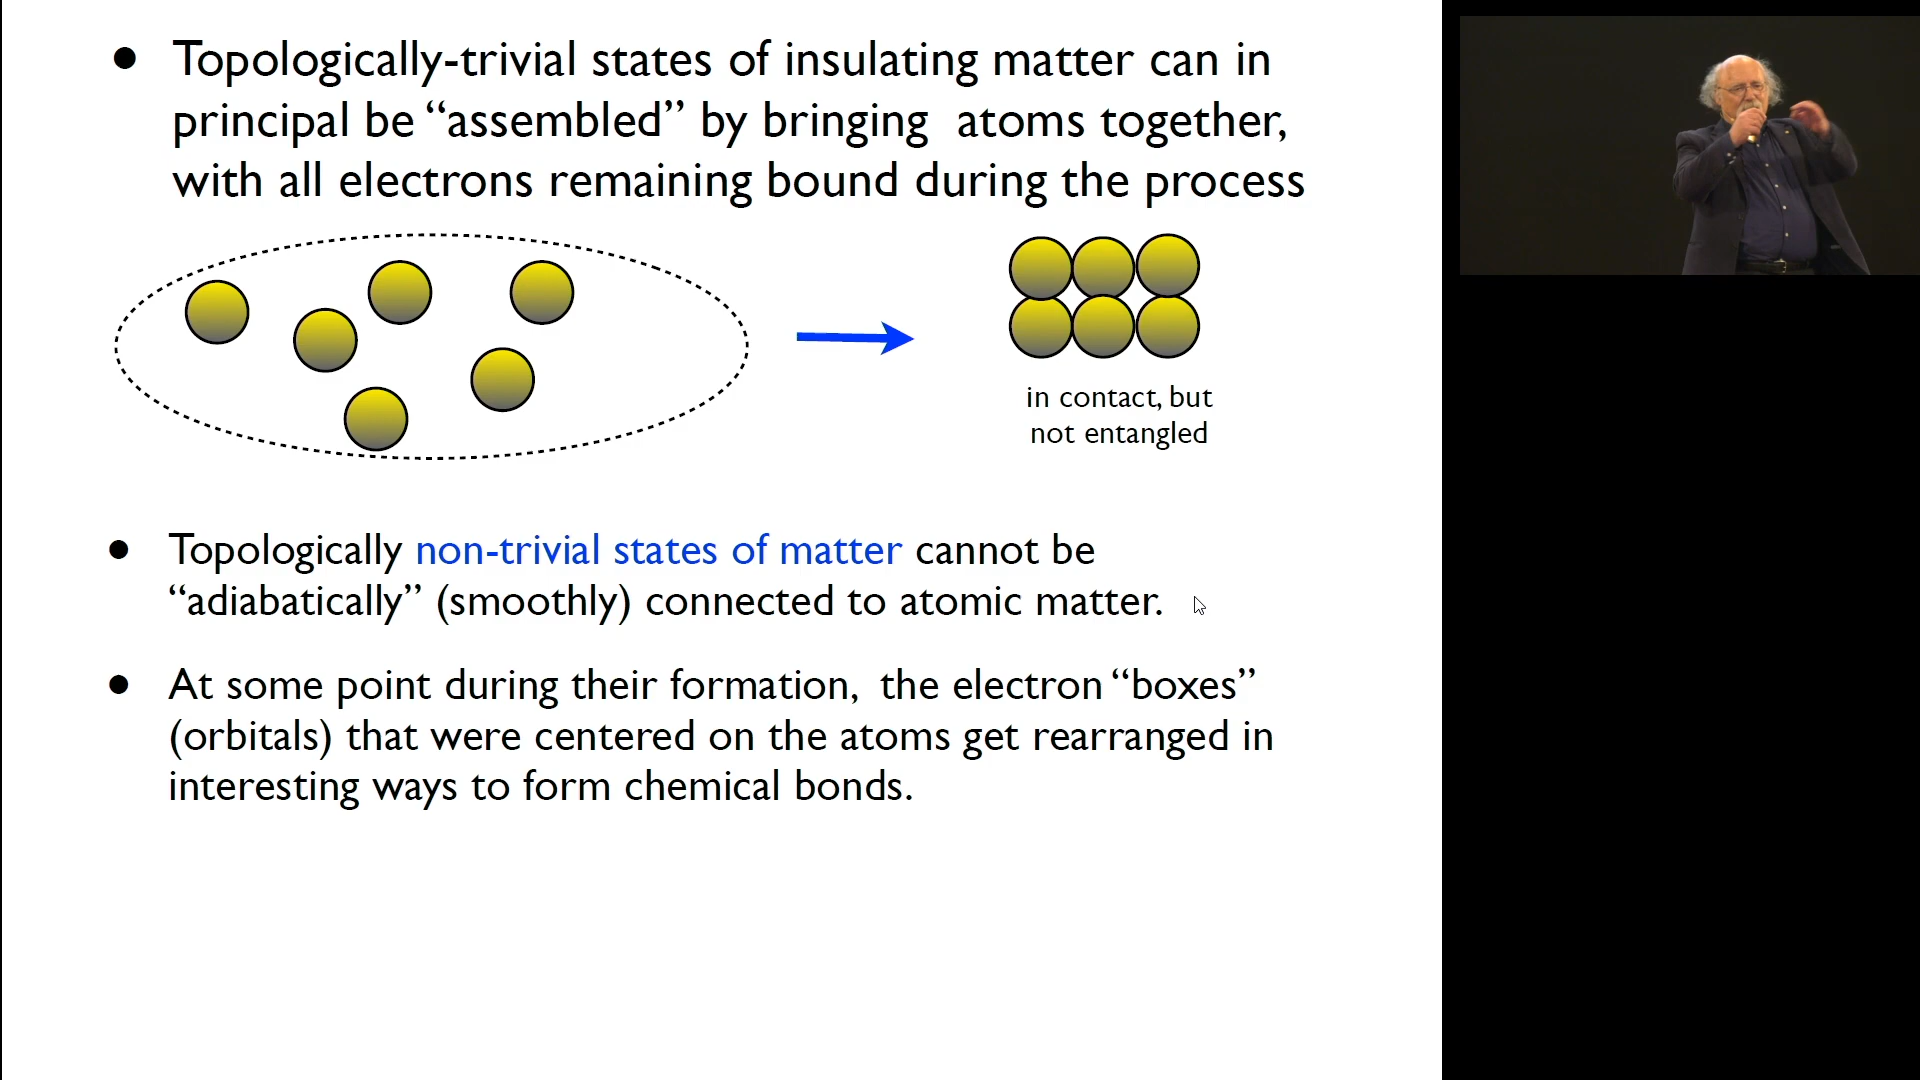 • Topologically-trivial states of insulating matter can in
principal be “assembled” by bringing atoms together,
with all electrons remaining bound during the process
in contact, but
not entangled
• Topologically non-trivial states of matter cannot be
“adiabatically” (smoothly) connected to atomic matter.
• At some point during their formation, the electron “boxes”
(orbitals) that were centered on the atoms get rearranged in
interesting ways to form chemical bonds.